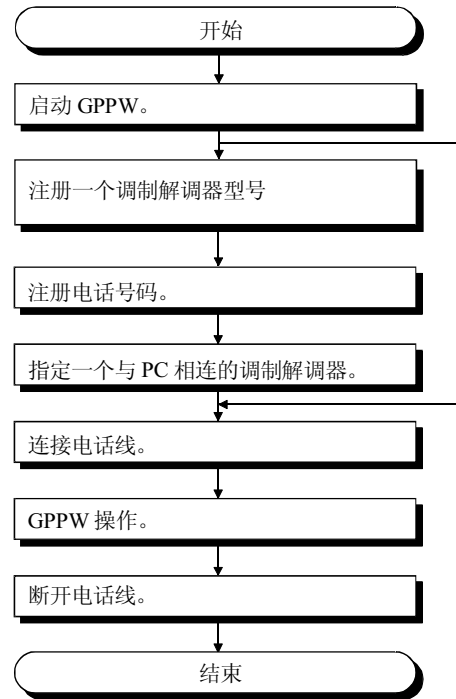 开始
启动 GPPW。
注册一个调制解调器型号
注册电话号码。
指定一个与 PC 相连的调制解调器。
连接电话线。
GPPW 操作。
断开电话线。
结束